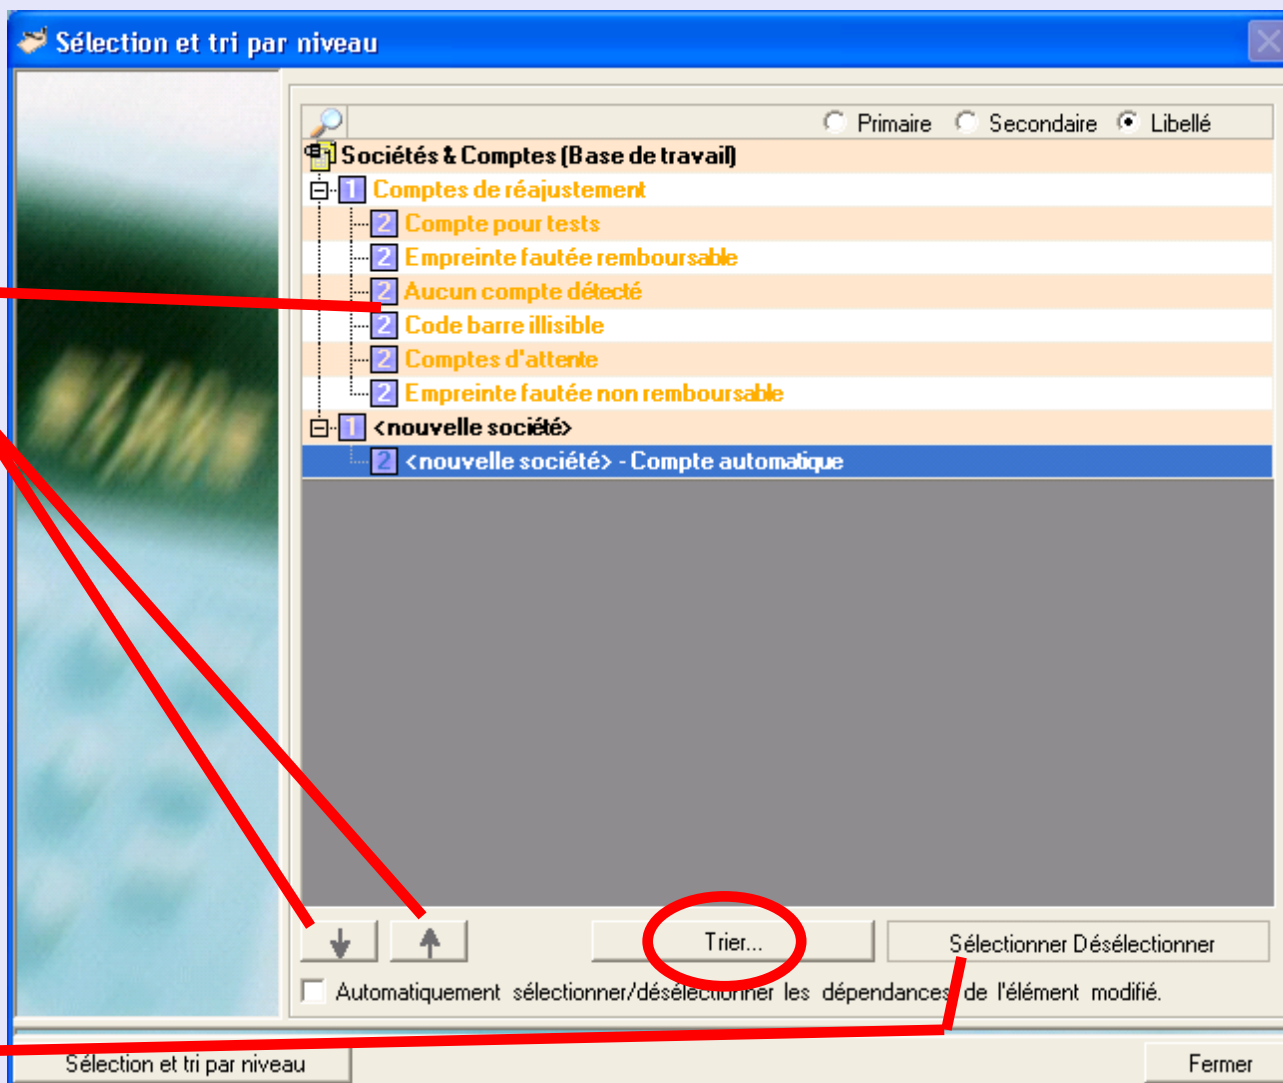 Sélection et tri par niveau
Primaire Secondaire Libellé
Sociétés & Comptes (Base de travail)
1 Comptes de réajustement
2 Compte pour tests
2 Empreinte fautée remboursable
2 Aucun compte détecté
2 Code barre illisible
2 Comptes d'attente
2 Empreinte fautée non remboursable
1 <nouvelle société>
2 <nouvelle société> - Compte automatique
Trier... Sélectionner Désélectionner
Automatiquement sélectionner/désélectionner les dépendances de l'élément modifié.
Sélection et tri par niveau Fermer